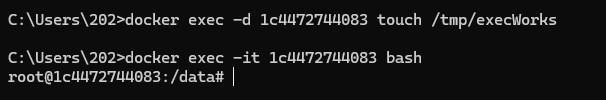 C:\Users\202>docker exec -d 1c4472744083 touch /tmp/execWorks
C:\Users\202>docker exec -it 1c4472744083 bash
root@1c4472744083:/data#